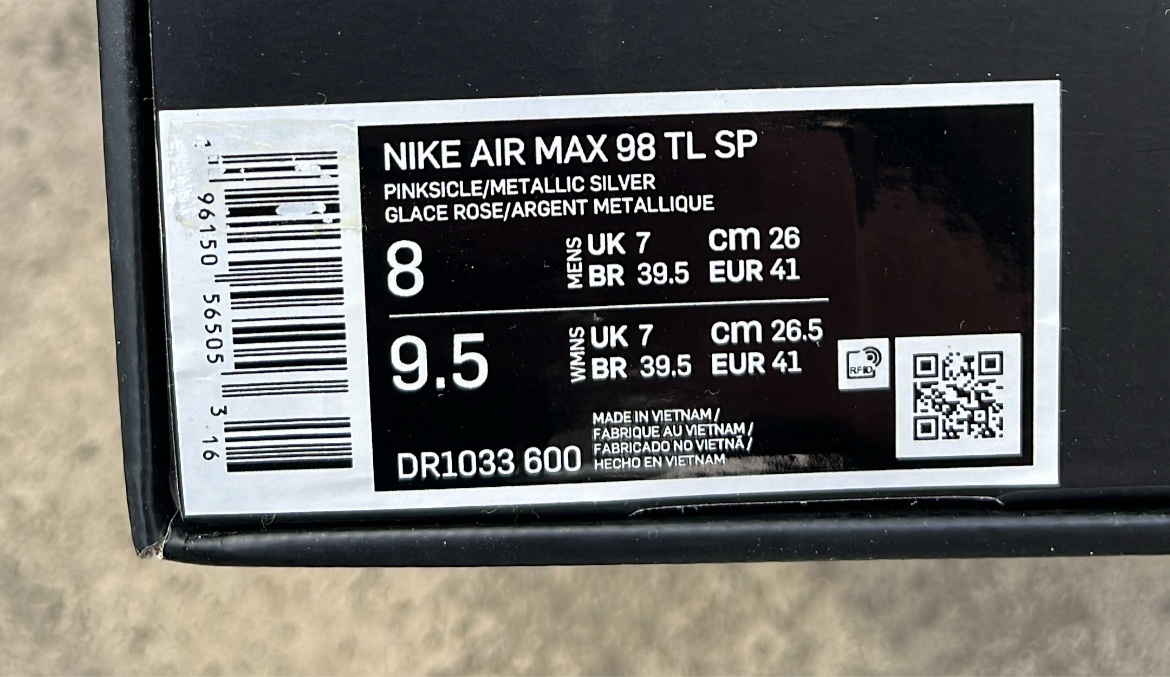 NIKE AIR MAX 98 TL SP
PINKSICLE/METALLIC SILVER
GLACE ROSE/ARGENT METALLIQUE
8
MENS
UK 7 cm 26
BR 39.5 EUR 41
9.5
WMNS
UK 7 cm 26.5
BR 39.5 EUR 41
RFID
MADE IN VIETNAM /
FABRIQUE AU VIETNAM /
FABRICADO NO VIETNÃ /
HECHO EN VIETNAM
DR1033 600
1 96150 56505 3 16